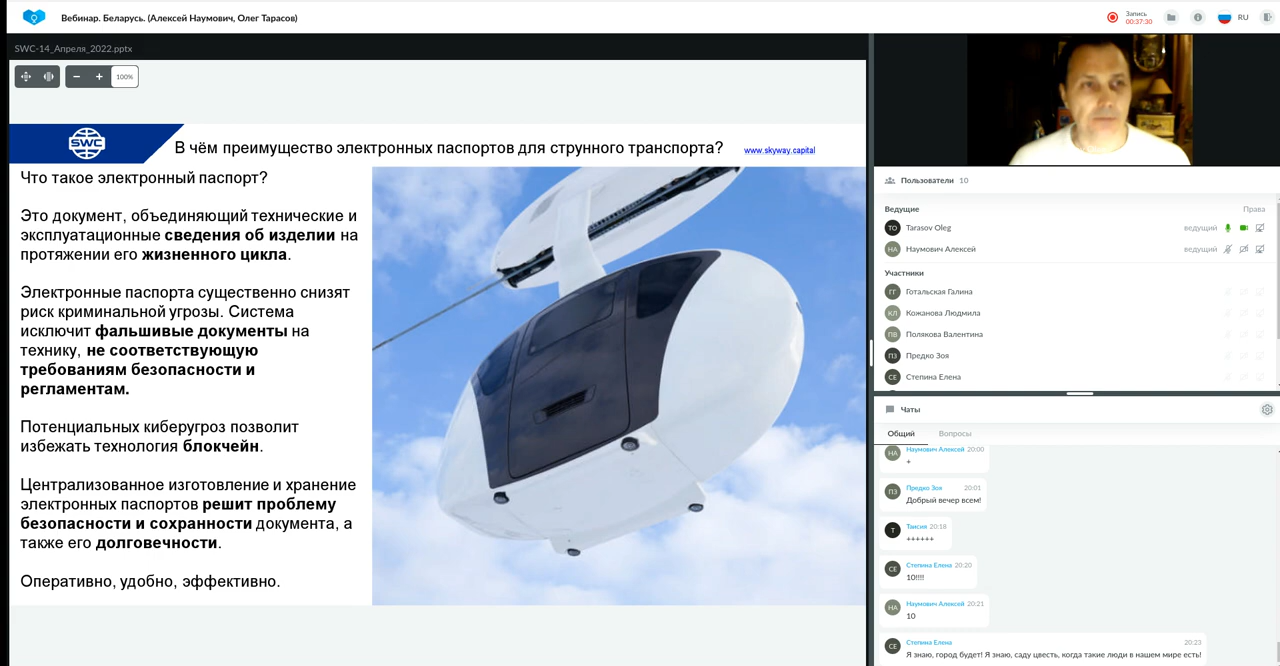 Вебинар. Беларусь. (Алексей Наумович, Олег Тарасов)
Запись
00:37:30
RU
SWC-14_Апреля_2022.pptx
100%
SWC
В чём преимущество электронных паспортов для струнного транспорта?
www.skyway.capital
Что такое электронный паспорт?
Это документ, объединяющий технические и
эксплуатационные сведения об изделии на
протяжении его жизненного цикла.
Электронные паспорта существенно снизят
риск криминальной угрозы. Система
исключит фальшивые документы на
технику, не соответствующую
требованиям безопасности и
регламентам.
Потенциальных киберугроз позволит
избежать технология блокчейн.
Централизованное изготовление и хранение
электронных паспортов решит проблему
безопасности и сохранности документа, а
также его долговечности.
Оперативно, удобно, эффективно.
Пользователи 10
Ведущие Права
TO Tarasov Oleg ведущий
НА Наумович Алексей ведущий
Участники
ГГ Готальская Галина
КЛ Кожанова Людмила
ПВ Полякова Валентина
ПЗ Предко Зоя
СЕ Степина Елена
Чаты
Общий Вопросы
НА Наумович Алексей 20:00
+
ПЗ Предко Зоя 20:01
Добрый вечер всем!
Т Таисия 20:18
++++++
СЕ Степина Елена 20:20
10!!!!
НА Наумович Алексей 20:21
10
СЕ Степина Елена 20:23
Я знаю, город будет! Я знаю, саду цвесть, когда такие люди в нашем мире есть!